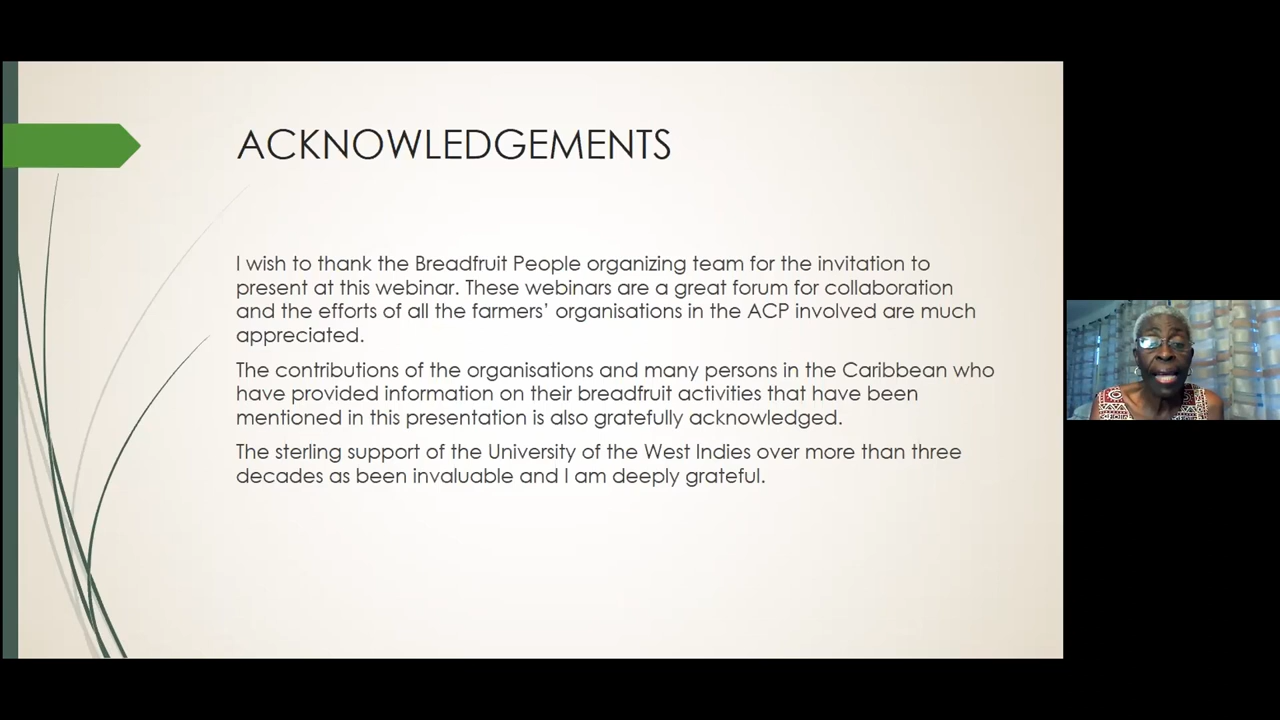 ACKNOWLEDGEMENTS
I wish to thank the Breadfruit People organizing team for the invitation to
present at this webinar. These webinars are a great forum for collaboration
and the efforts of all the farmers’ organisations in the ACP involved are much
appreciated.
The contributions of the organisations and many persons in the Caribbean who
have provided information on their breadfruit activities that have been
mentioned in this presentation is also gratefully acknowledged.
The sterling support of the University of the West Indies over more than three
decades as been invaluable and I am deeply grateful.